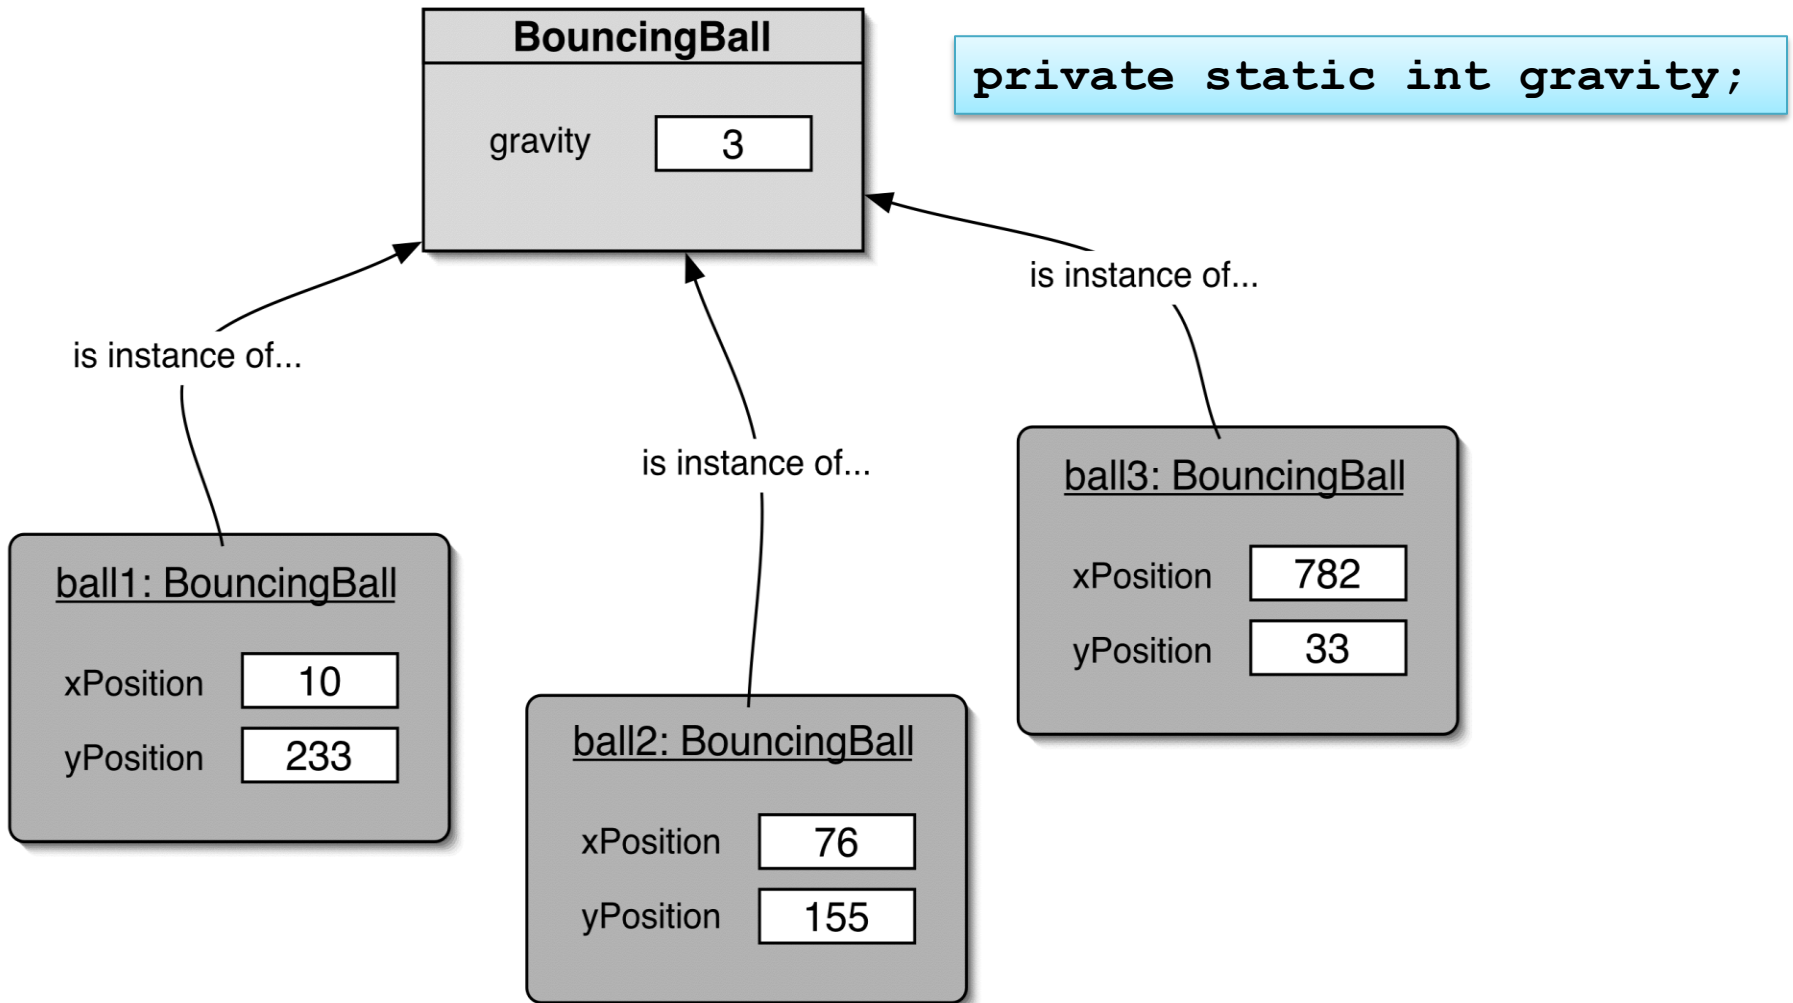 BouncingBall
private static int gravity;
gravity 3
is instance of...
is instance of...
is instance of...
ball1: BouncingBall
xPosition 10
yPosition 233
ball2: BouncingBall
xPosition 76
yPosition 155
ball3: BouncingBall
xPosition 782
yPosition 33